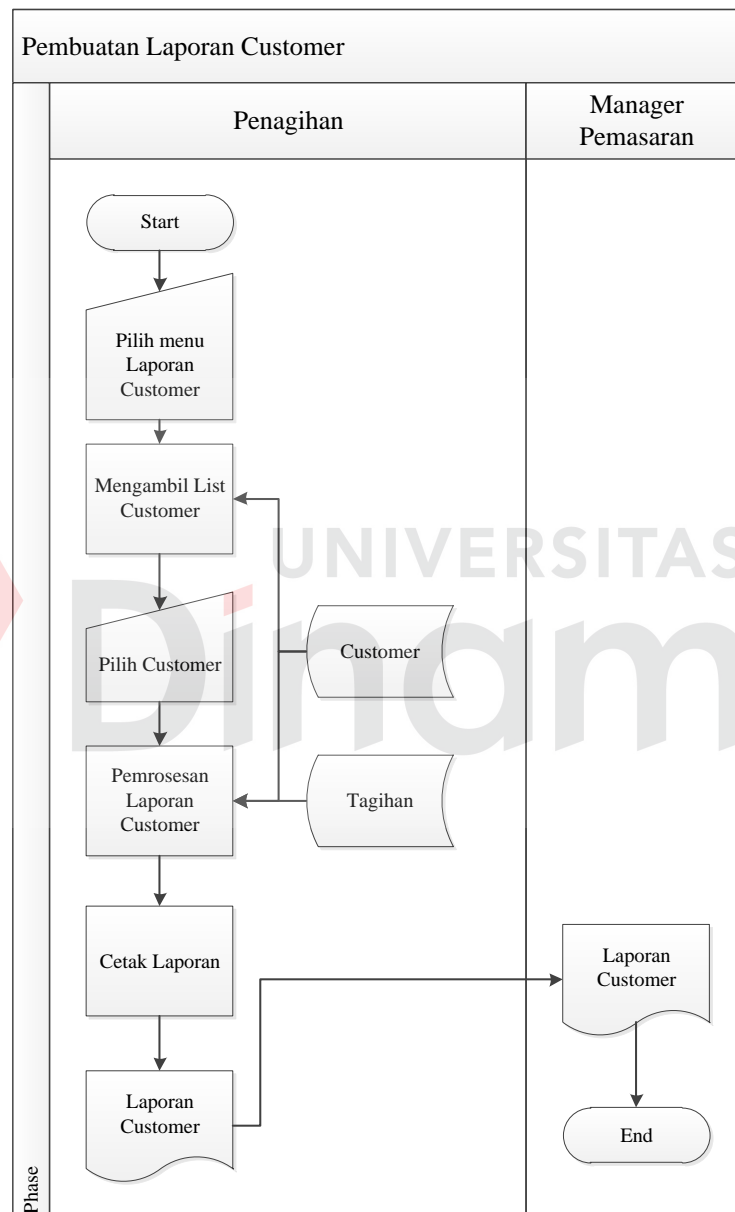 Pembuatan Laporan Customer
Penagihan
Manager
Pemasaran
Start
Pilih menu
Laporan
Customer
Mengambil List
Customer
UNIVERSITAS
Dinam
Pilih Customer
Customer
Pemrosesan
Laporan
Customer
Tagihan
Cetak Laporan
Laporan
Customer
Laporan
Customer
End
Phase